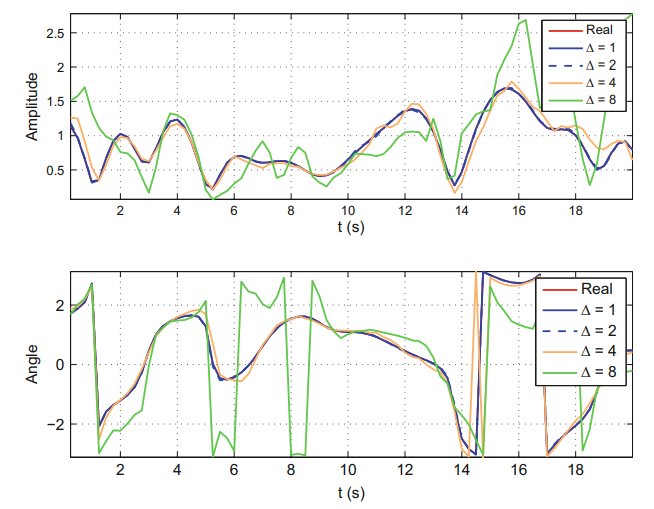 Amplitude
2.5
2
1.5
1
0.5
Real
Δ = 1
Δ = 2
Δ = 4
Δ = 8
2 4 6 8 10 12 14 16 18
t (s)
Angle
2
0
−2
Real
Δ = 1
Δ = 2
Δ = 4
Δ = 8
2 4 6 8 10 12 14 16 18
t (s)